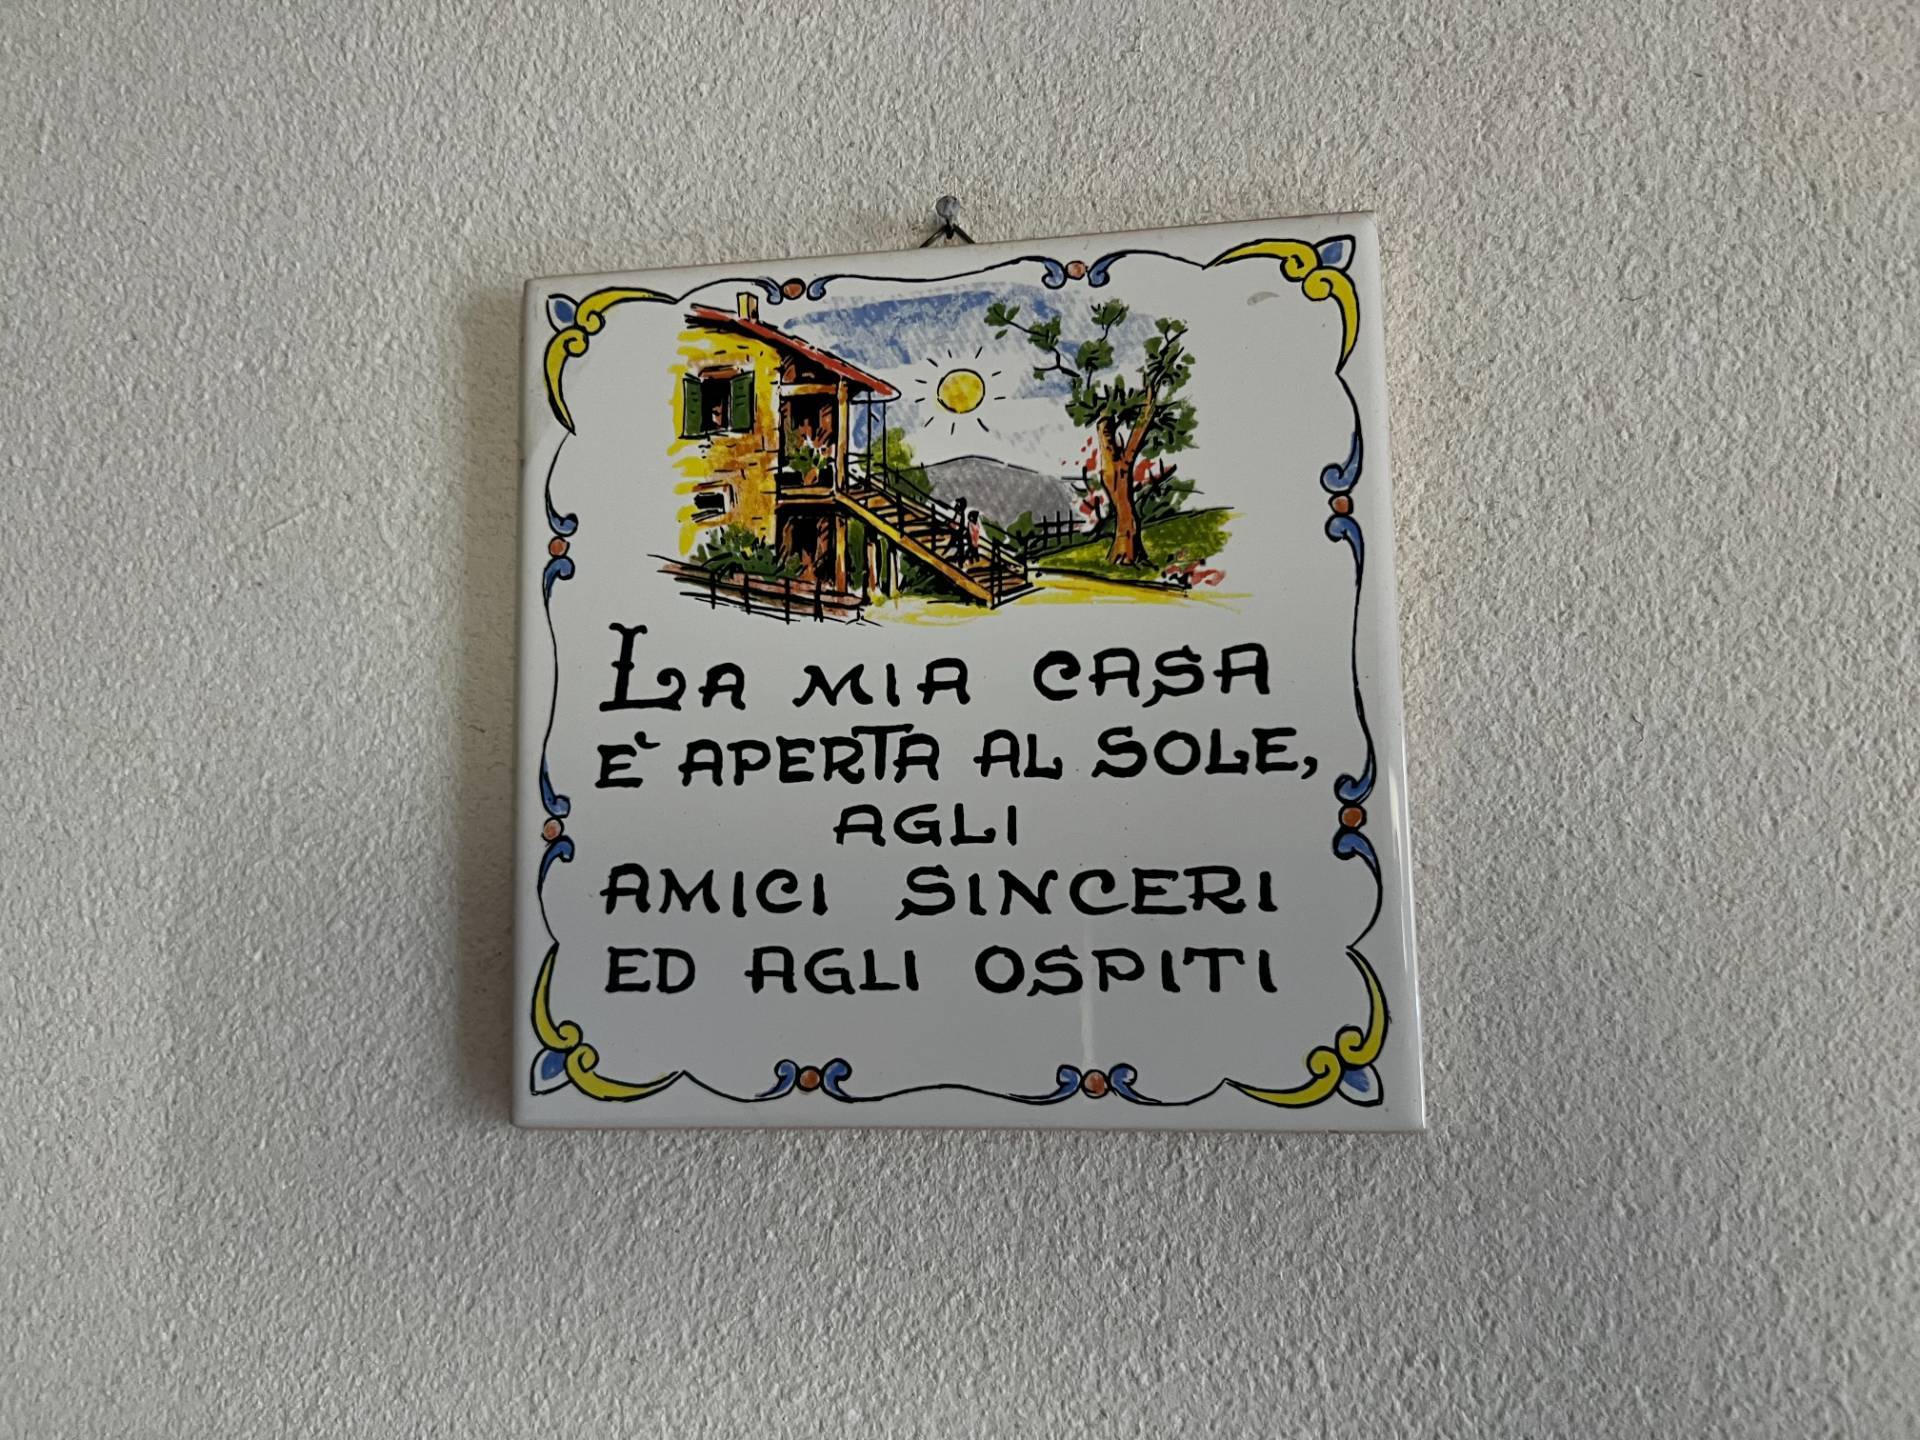 LA MIA CASA
E' APERTA AL SOLE,
AGLI
AMICI SINCERI
ED AGLI OSPITI